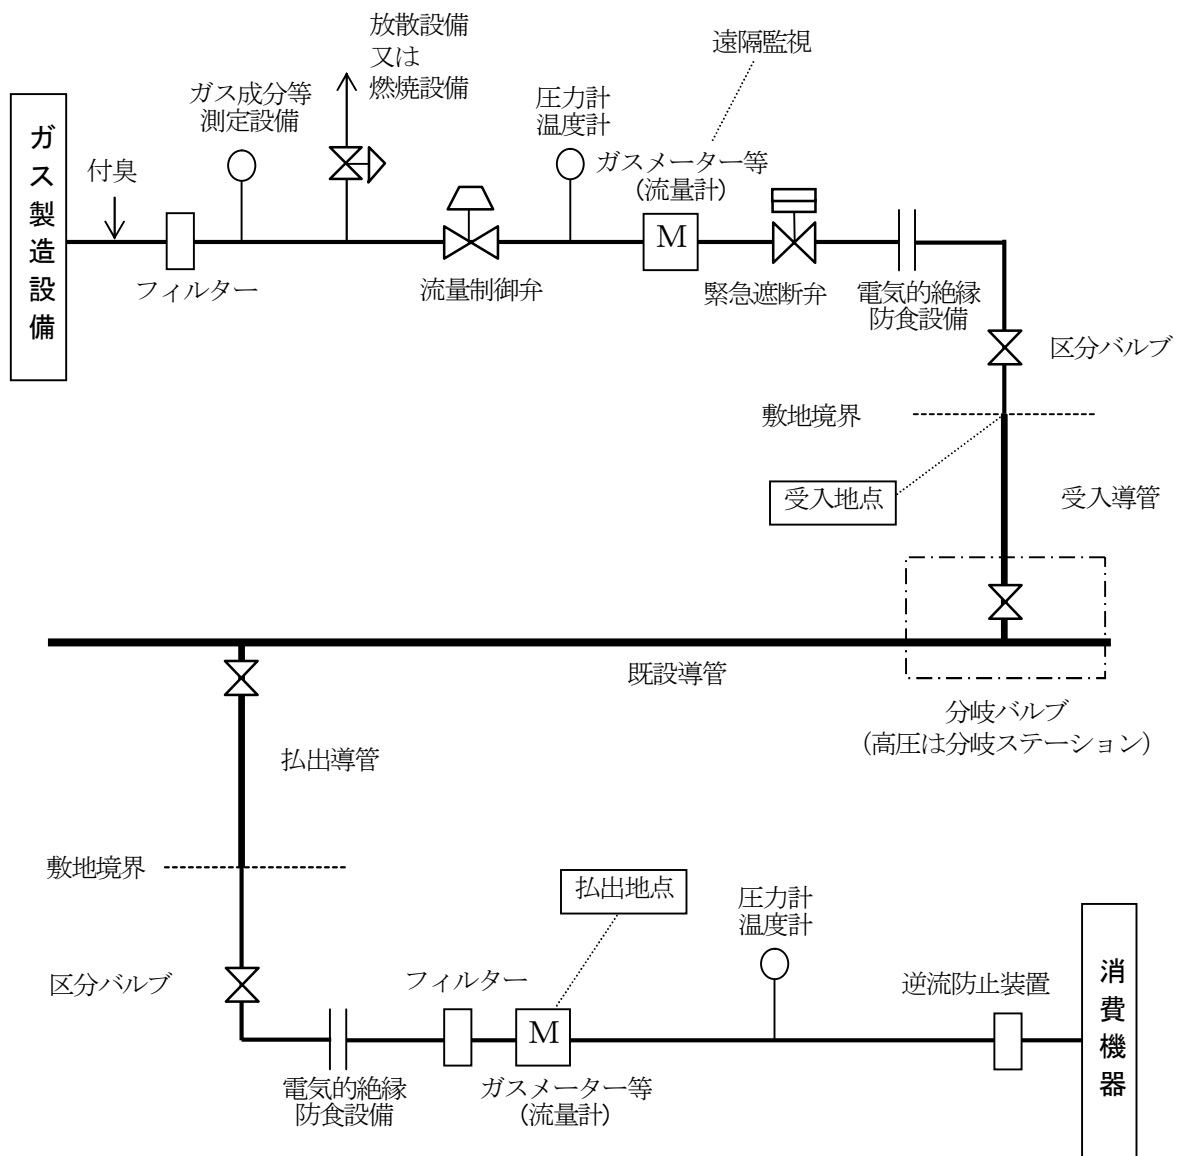 放散設備
又は
燃焼設備
遠隔監視
ガス成分等
測定設備
圧力計
温度計
ガス製造設備
付臭
ガスメーター等
(流量計)
M
フィルター
流量制御弁
緊急遮断弁
電気的絶縁
防食設備
区分バルブ
敷地境界
受入地点
受入導管
既設導管
分岐バルブ
(高圧は分岐ステーション)
払出導管
敷地境界
払出地点
圧力計
温度計
区分バルブ
フィルター
逆流防止装置
消費機器
M
電気的絶縁
防食設備
ガスメーター等
(流量計)